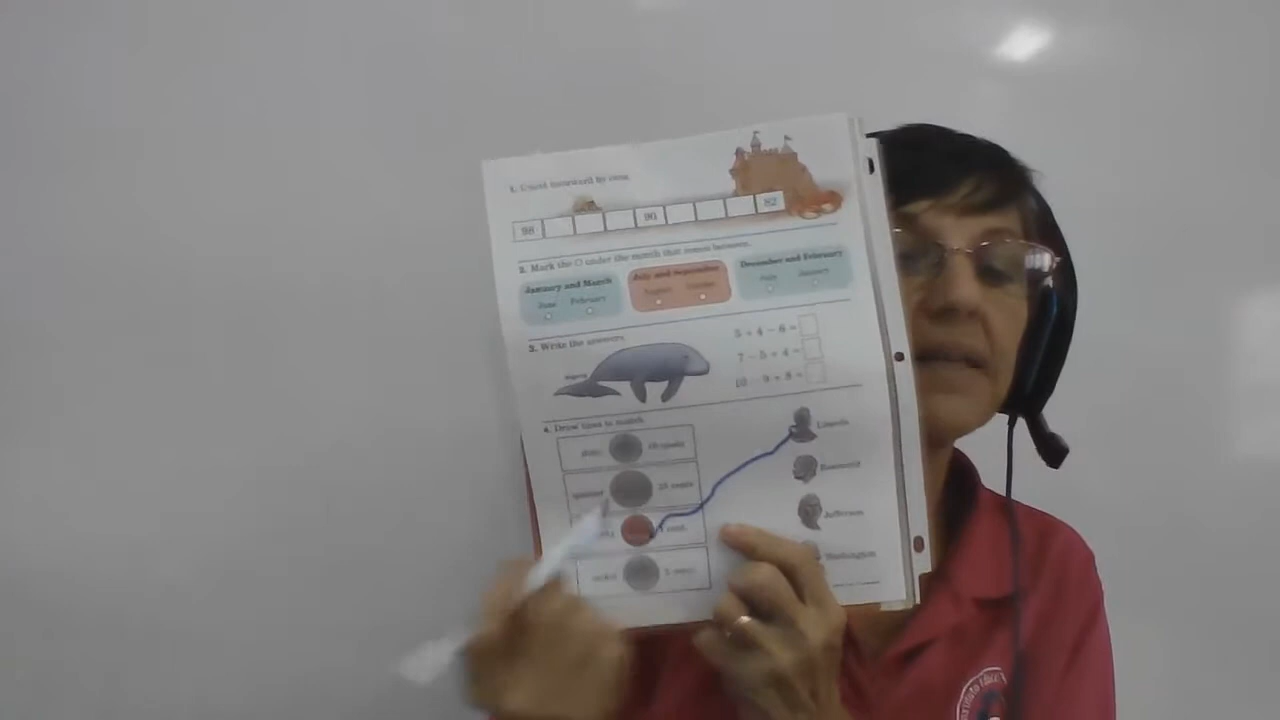 1. Count backward by ones.
98 90 82
2. Mark the O under the month that comes between.
January and March
June February
July and September
August October
December and February
July January
3. Write the answers.
5 + 4 - 6 =
7 - 5 + 4 =
10 - 9 + 8 =
4. Draw lines to match.
dime 10 cents
quarter 25 cents
cent
nickel 5 cents
Lincoln
Roosevelt
Jefferson
Washington